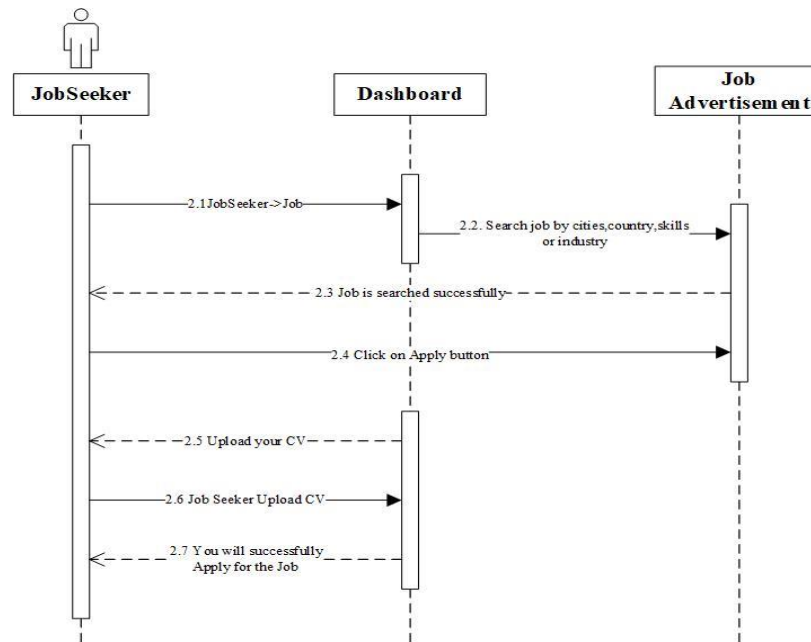 JobSeeker
Dashboard
Job
Advertisement
2.1JobSeeker->Job
2.2. Search job by cities,country,skills
or industry
2.3 Job is searched successfully
2.4 Click on Apply button
2.5 Upload your CV
2.6 Job Seeker Upload CV
2.7 You will successfully
Apply for the Job